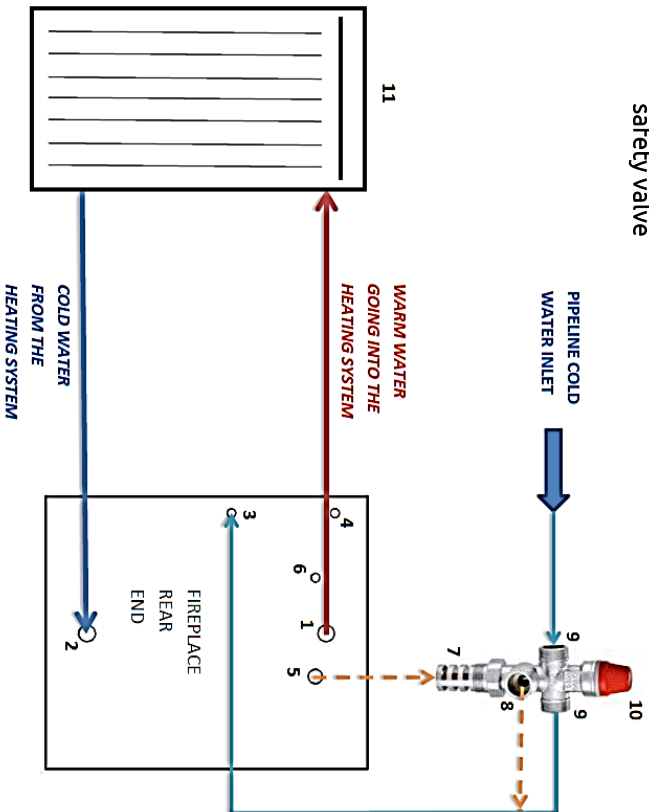 safety valve
10
PIPELINE COLD
WATER INLET
9
9
8
7
11
WARM WATER
GOING INTO THE
HEATING SYSTEM
4
6
1
5
3
FIREPLACE
REAR
END
2
COLD WATER
FROM THE
HEATING SYSTEM